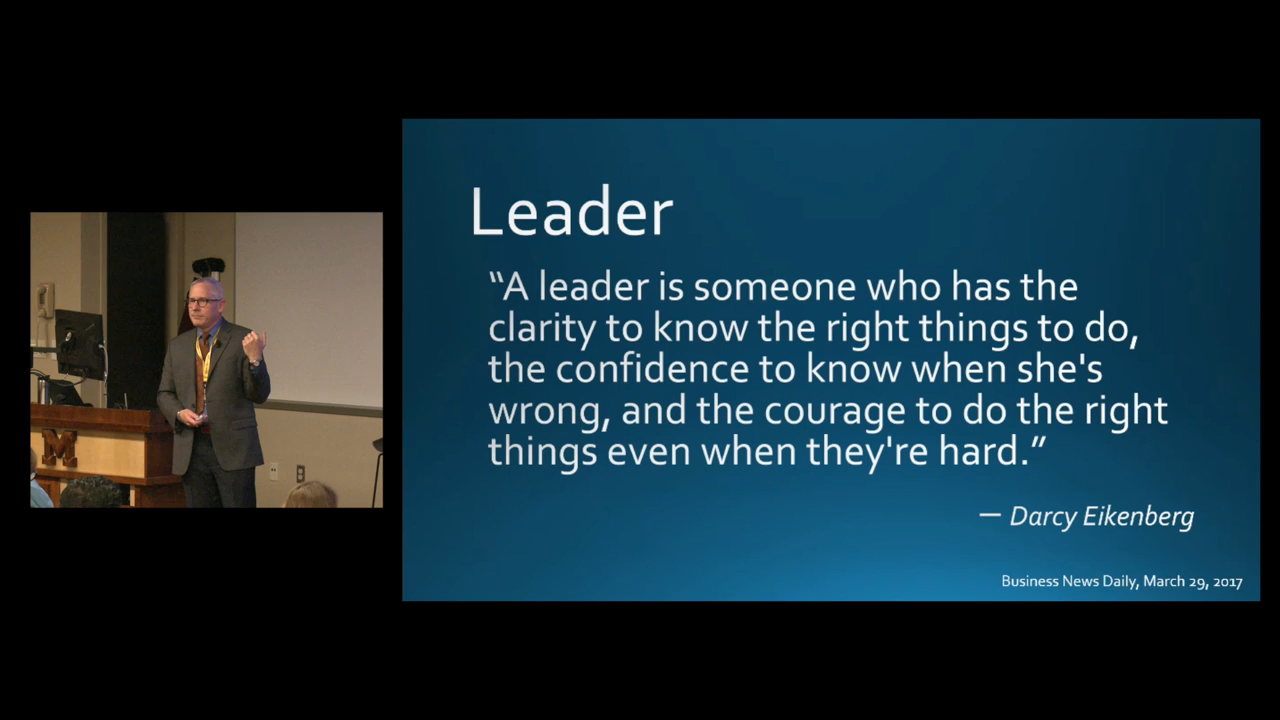 M
Leader
“A leader is someone who has the
clarity to know the right things to do,
the confidence to know when she's
wrong, and the courage to do the right
things even when they're hard.”
— Darcy Eikenberg
Business News Daily, March 29, 2017